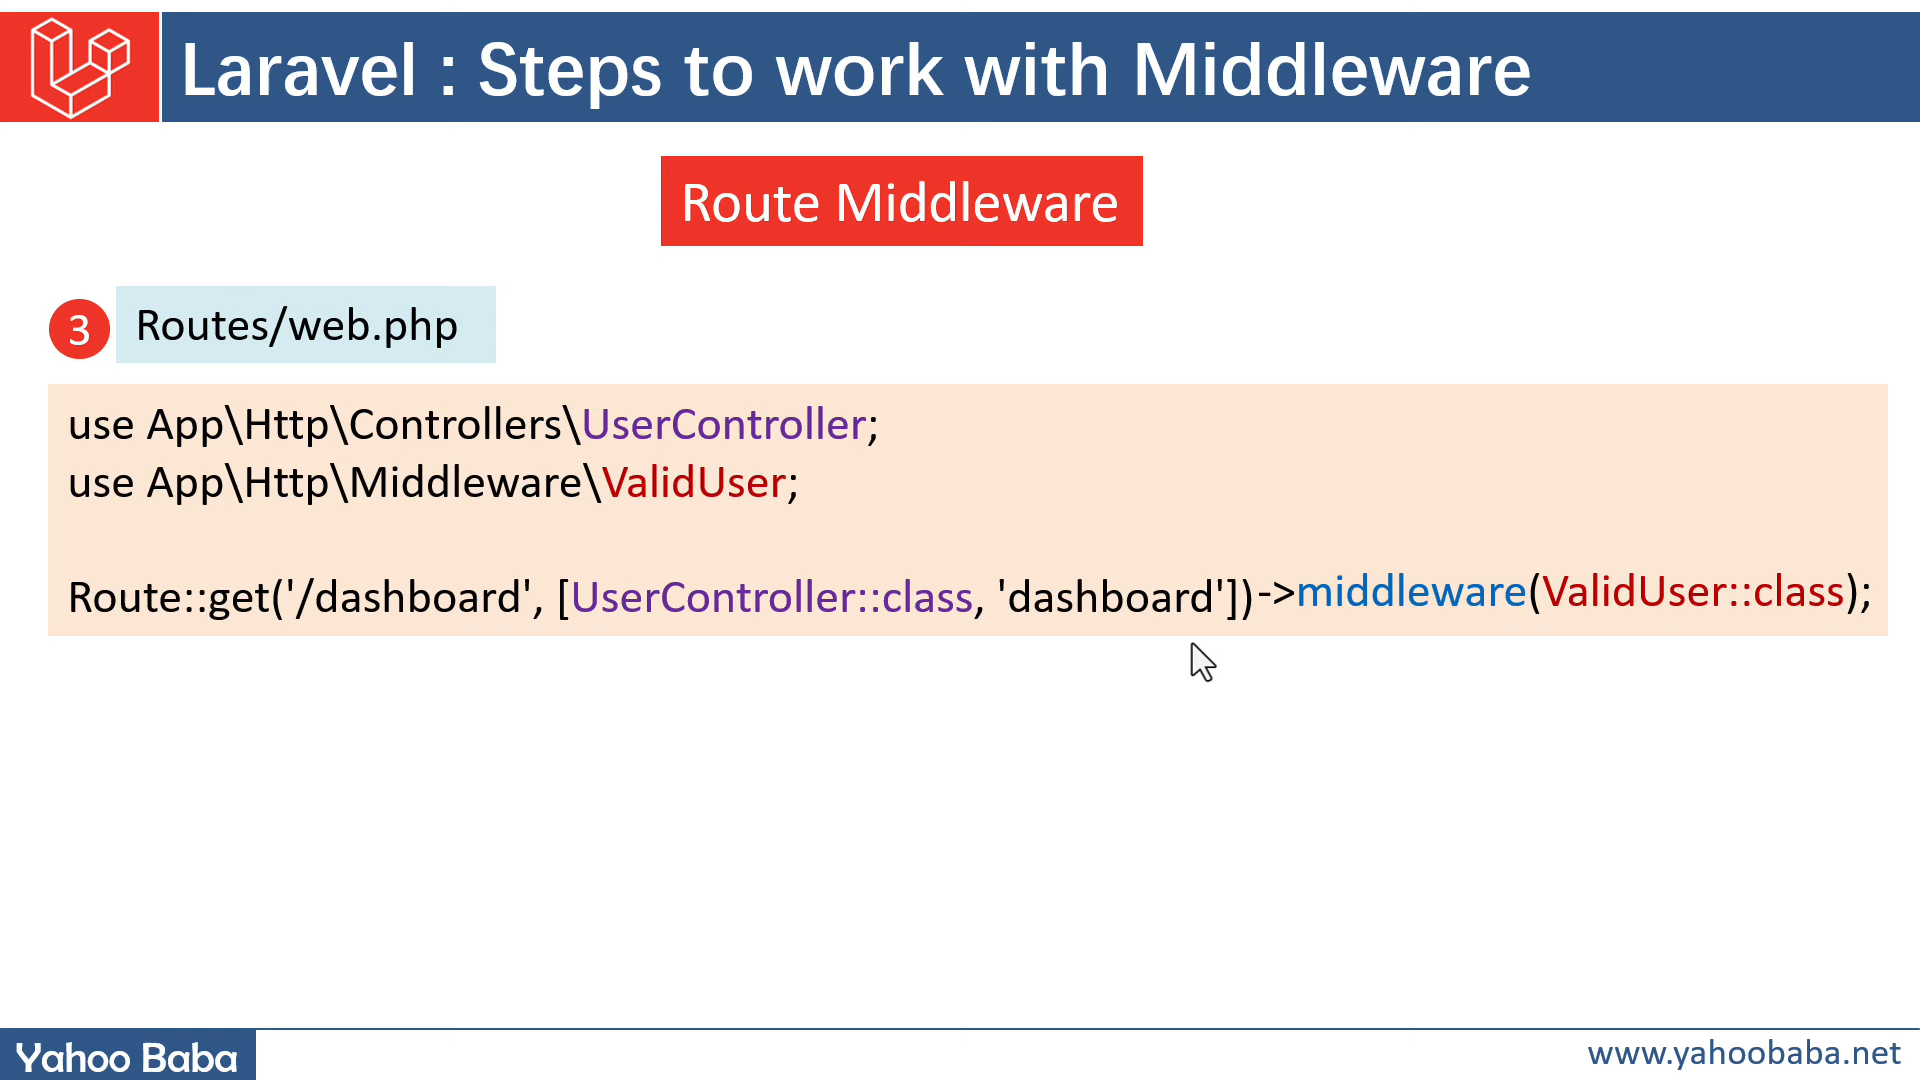 Laravel : Steps to work with Middleware
Route Middleware
3 Routes/web.php
use App\Http\Controllers\UserController;
use App\Http\Middleware\ValidUser;
Route::get('/dashboard', [UserController::class, 'dashboard'])->middleware(ValidUser::class);
Yahoo Baba
www.yahoobaba.net